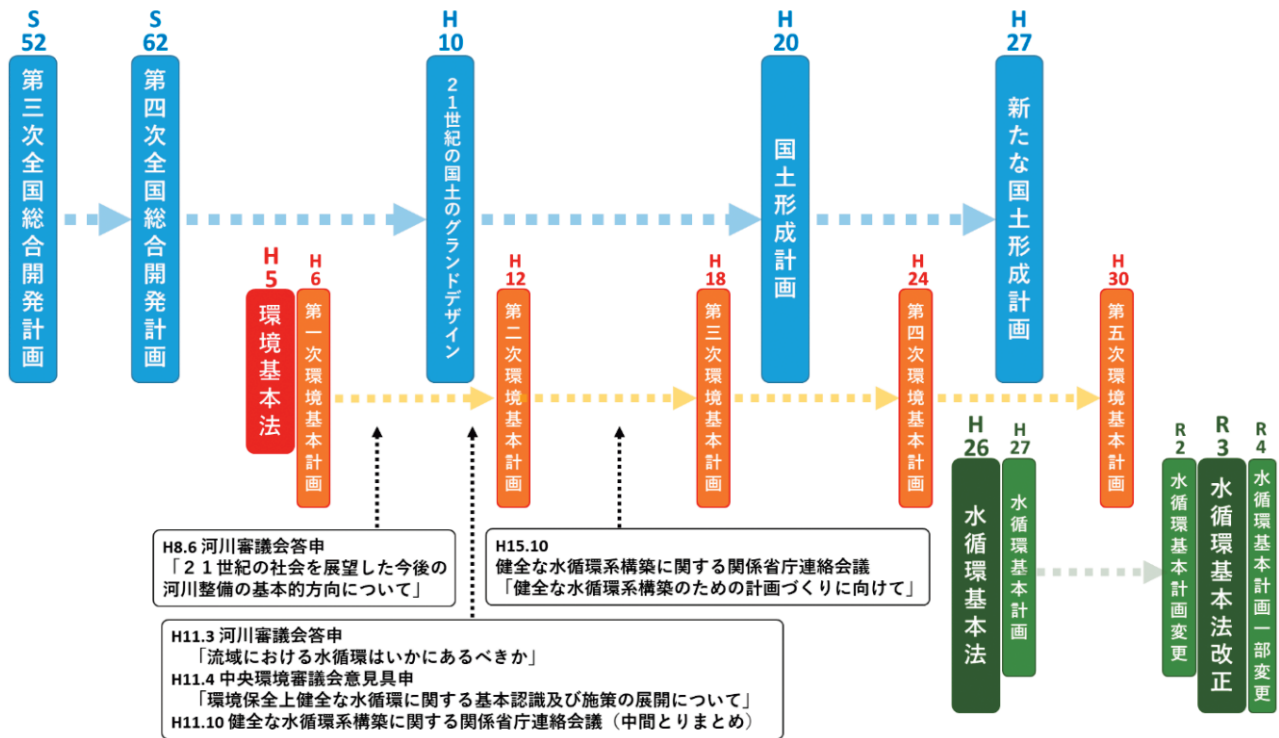 S
52
第三次全国総合開発計画
S
62
第四次全国総合開発計画
H
10
21世紀の国土のグランドデザイン
H
20
国土形成計画
H
27
新たな国土形成計画
H
5
環境基本法
H
6
第一次環境基本計画
H
12
第二次環境基本計画
H
18
第三次環境基本計画
H
24
第四次環境基本計画
H
30
第五次環境基本計画
H
26
水循環基本法
H
27
水循環基本計画
R
2
水循環基本計画変更
R
3
水循環基本法改正
R
4
水循環基本計画一部変更
H8.6 河川審議会答申
「２１世紀の社会を展望した今後の
河川整備の基本的方向について」
H15.10
健全な水循環系構築に関する関係省庁連絡会議
「健全な水循環系構築のための計画づくりに向けて」
H11.3 河川審議会答申
「流域における水循環はいかにあるべきか」
H11.4 中央環境審議会意見具申
「環境保全上健全な水循環に関する基本認識及び施策の展開について」
H11.10 健全な水循環系構築に関する関係省庁連絡会議（中間とりまとめ）